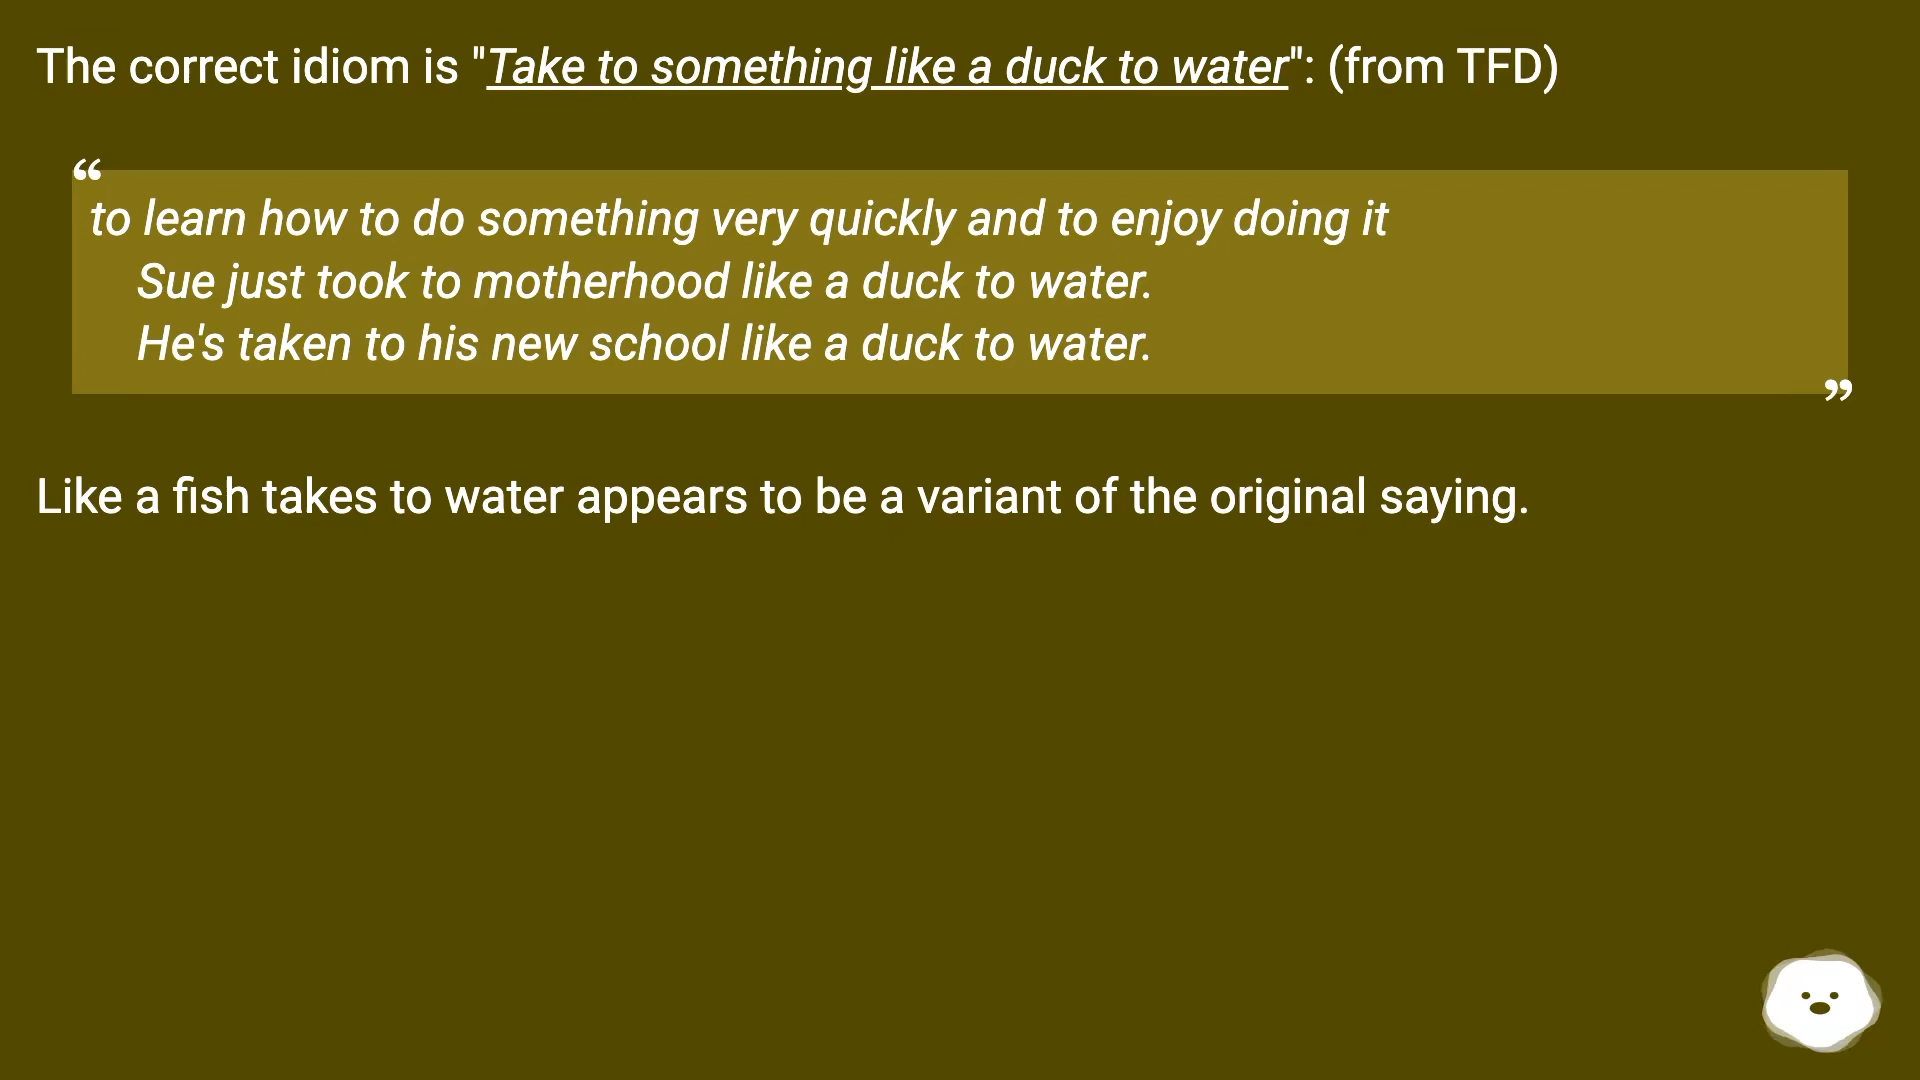 The correct idiom is "Take to something like a duck to water": (from TFD)
“
to learn how to do something very quickly and to enjoy doing it
Sue just took to motherhood like a duck to water.
He's taken to his new school like a duck to water.
”
Like a fish takes to water appears to be a variant of the original saying.